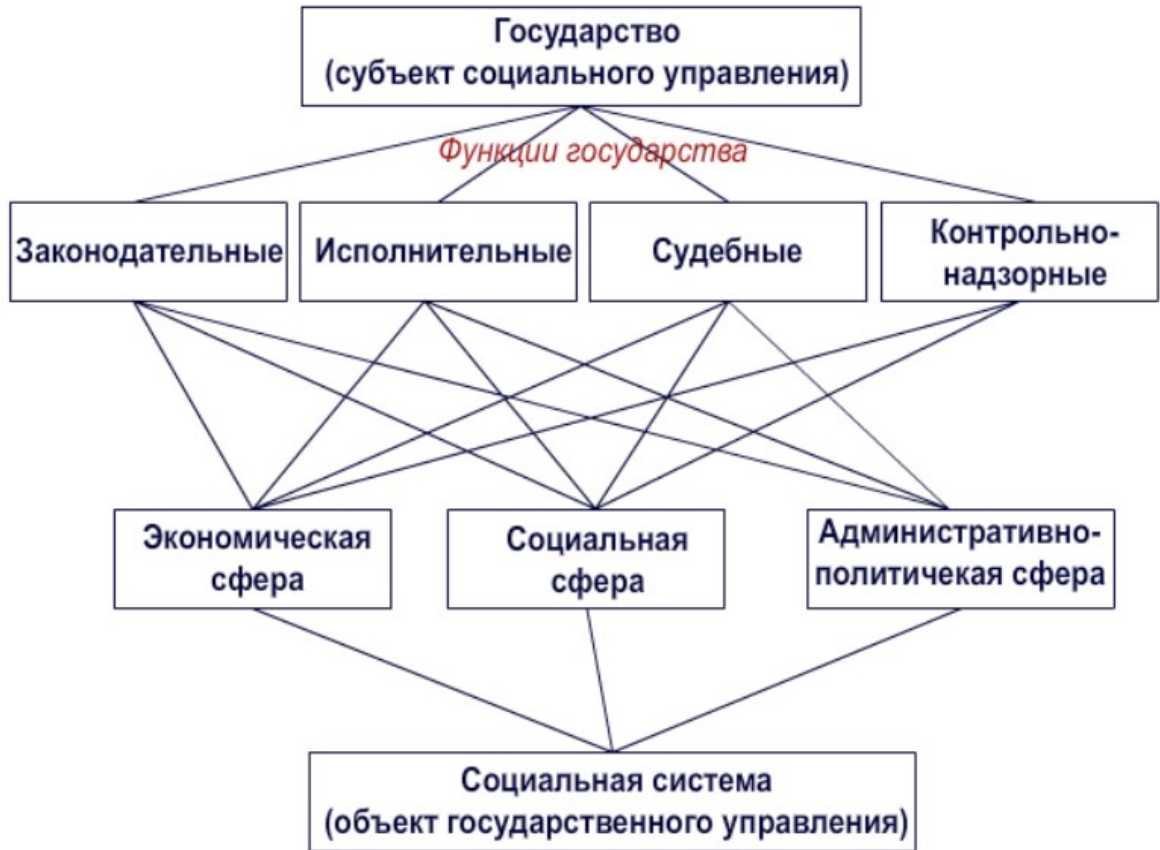 Государство
(субъект социального управления)
Функции государства
Законодательные
Исполнительные
Судебные
Контрольно-
надзорные
Экономическая
сфера
Социальная
сфера
Административно-
политичекая сфера
Социальная система
(объект государственного управления)